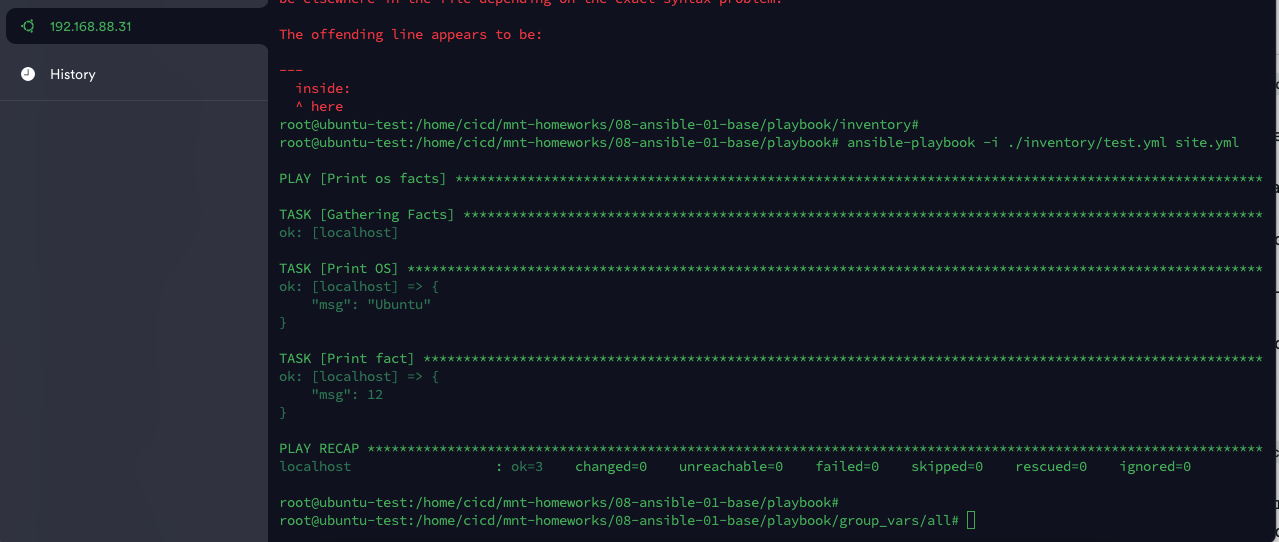 192.168.88.31
History
be elsewhere in the file depending on the exact syntax problem.
The offending line appears to be:
---
  inside:
  ^ here
root@ubuntu-test:/home/cicd/mnt-homeworks/08-ansible-01-base/playbook/inventory#
root@ubuntu-test:/home/cicd/mnt-homeworks/08-ansible-01-base/playbook# ansible-playbook -i ./inventory/test.yml site.yml
PLAY [Print os facts] *****************************************************************************************************
TASK [Gathering Facts] ****************************************************************************************************
ok: [localhost]
TASK [Print OS] ***********************************************************************************************************
ok: [localhost] => {
    "msg": "Ubuntu"
}
TASK [Print fact] *********************************************************************************************************
ok: [localhost] => {
    "msg": 12
}
PLAY RECAP ****************************************************************************************************************
localhost                  : ok=3    changed=0    unreachable=0    failed=0    skipped=0    rescued=0    ignored=0
root@ubuntu-test:/home/cicd/mnt-homeworks/08-ansible-01-base/playbook#
root@ubuntu-test:/home/cicd/mnt-homeworks/08-ansible-01-base/playbook/group_vars/all#